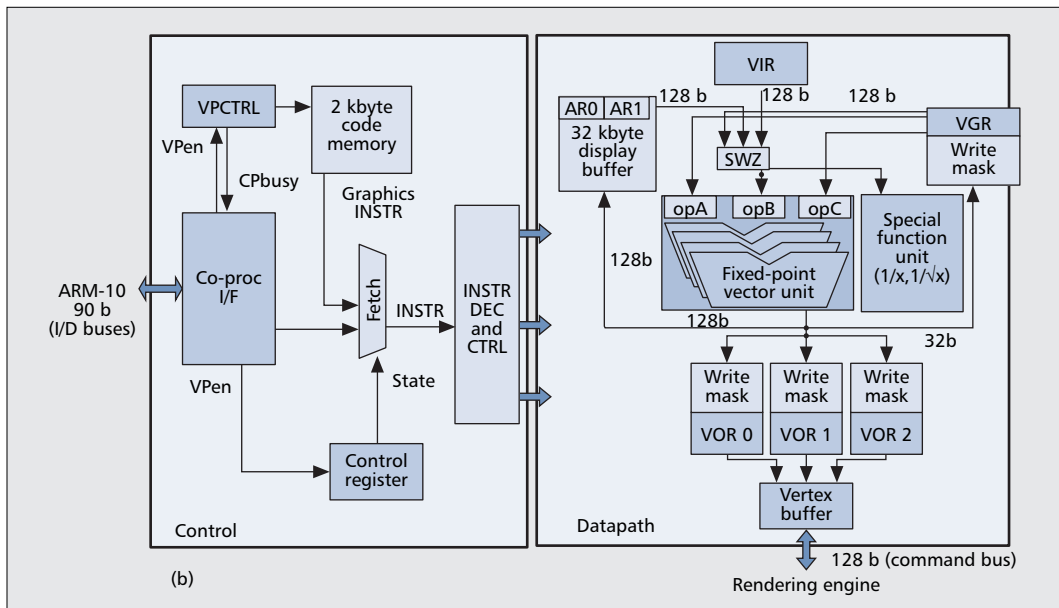 VPCTRL
2 kbyte
code
memory
VPen
CPbusy
Graphics
INSTR
Co-proc
I/F
ARM-10
90 b
(I/D buses)
Fetch
INSTR
INSTR
DEC
and
CTRL
VPen
State
Control
register
Control
(b)
VIR
128 b
128 b
128 b
AR0
AR1
32 kbyte
display
buffer
SWZ
VGR
Write
mask
opA
opB
opC
Fixed-point
vector unit
Special
function
unit
(1/x,1/√x)
128b
128b
32b
Write
mask
Write
mask
Write
mask
VOR 0
VOR 1
VOR 2
Vertex
buffer
Datapath
128 b (command bus)
Rendering engine